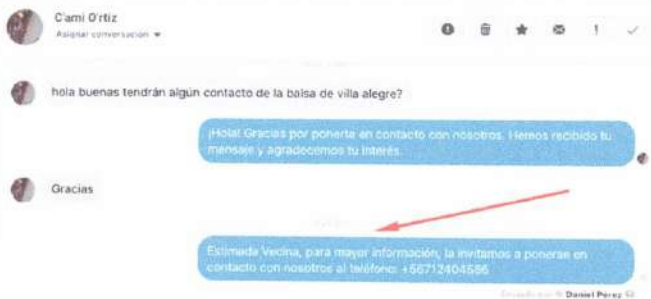 C'ami O'rtiz
Asignar conversación
hola buenas tendrán algún contacto de la balsa de villa alegre?
¡Hola! Gracias por ponerte en contacto con nosotros. Hemos recibido tu
mensaje y agradecemos tu interés.
Gracias
Estimada Vecina, para mayor información, la invitamos a ponerse en
contacto con nosotros al teléfono: +56712404686
Daniel Perez